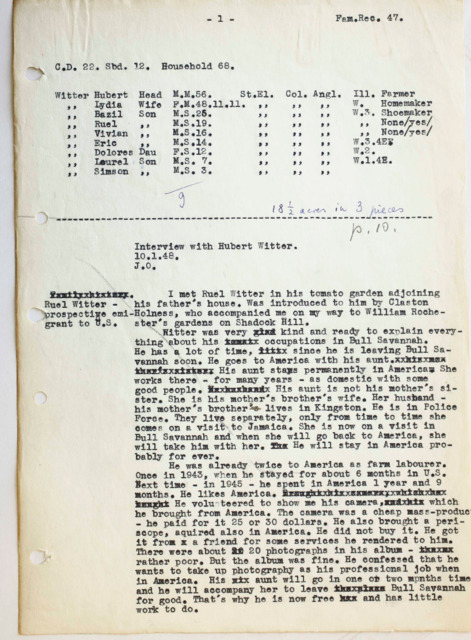 - 1 - Fam.Rec. 47.
C.D. 22. Sbd. 12. Household 68.
Witter Hubert Head M.M.56. St.El. Col. Angl. Ill. Farmer
,, Lydia Wife F.M.48.11.11. ,, ,, ,, W. Homemaker
,, Bazil Son M.S.25. ,, ,, ,, W.3. Shoemaker
,, Ruel ,, M.S.19. ,, ,, ,, ,, None/yes/
,, Vivian ,, M.S.16. ,, ,, ,, ,, None/yes/
,, Eric ,, M.S.14. ,, ,, ,, W.3.4E
,, Dolores Dau F.S.12. ,, ,, ,, W.2.
,, Laurel Son M.S. 7. ,, ,, ,, W.1.4E.
,, Simson ,, M.S. 3. ,, ,, ,,
9
18 1/2 acres in 3 pieces
p. 10.
Interview with Hubert Witter.
10.1.48.
J.O.
Ruel Witter -
prospective emi-
grant to U.S.
I met Ruel Witter in his tomato garden adjoining
his father's house. Was introduced to him by Claston
Holness, who accompanied me on my way to William Roche-
ster's gardens on Shadock Hill.
Witter was very kind and ready to explain every-
thing about his occupations in Bull Savannah.
He has a lot of time, since he is leaving Bull Sa-
vannah soon. He goes to America with his aunt.
His aunt stays permanently in America. She
works there - for many years - as domestic with some
good people. His aunt is not his mother's si-
ster. She is his mother's brother's wife. Her husband -
his mother's brother - lives in Kingston. He is in Police
Force. They live separately, only from time to time she
comes on a visit to Jamaica. She is now on a visit in
Bull Savannah and when she will go back to America, she
will take him with her. He will stay in America pro-
bably for ever.
He was already twice to America as farm labourer.
Once in 1943, when he stayed for about 6 months in U.S.
Next time - in 1945 - he spent in America 1 year and 9
months. He likes America.
He volu teered to show me his camera, which
he brought from America. The camera was a cheap mass-product
- he paid for it 25 or 30 dollars. He also brought a peri-
scope, aquired also in America. He did not buy it. He got
it from a friend for some services he rendered to him.
There were about 20 photographs in his album -
rather poor. But the album was fine. He confessed that he
wants to take up photography as his professional job when
in America. His aunt will go in one or two months time
and he will accompany her to leave Bull Savannah
for good. That's why he is now free and has little
work to do.